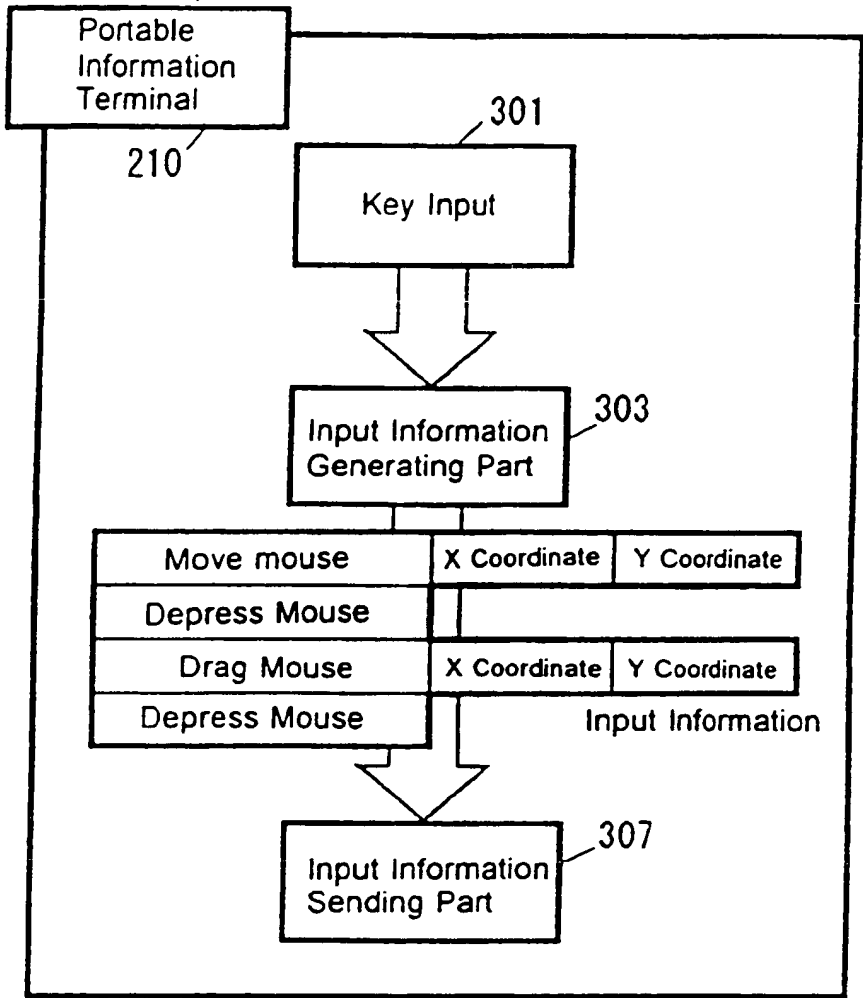 Portable
Information
Terminal
210
301
Key Input
303
Input Information
Generating Part
Move mouse X Coordinate Y Coordinate
Depress Mouse
Drag Mouse X Coordinate Y Coordinate
Depress Mouse
Input Information
307
Input Information
Sending Part